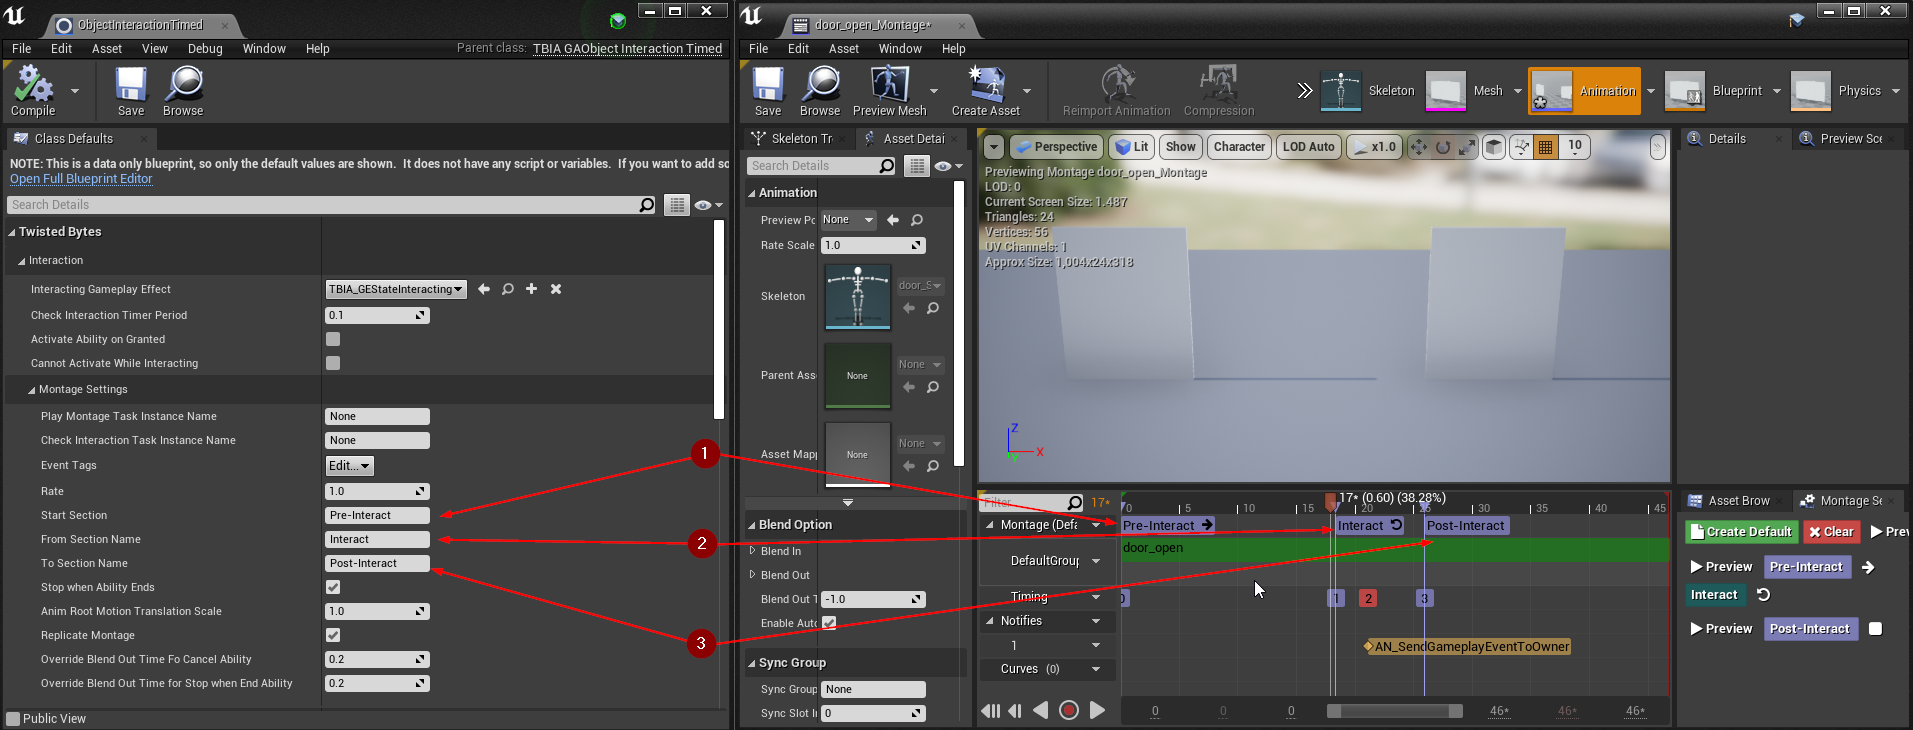 ObjectInteractionTimed
File Edit Asset View Debug Window Help
Parent class: TBIA GAObject Interaction Timed
Compile
Save
Browse
Class Defaults
NOTE: This is a data only blueprint, so only the default values are shown. It does not have any script or variables. If you want to add so
Open Full Blueprint Editor
Search Details
Twisted Bytes
Interaction
Interacting Gameplay Effect TBIA_GEStateInteracting
Check Interaction Timer Period 0.1
Activate Ability on Granted
Cannot Activate While Interacting
Montage Settings
Play Montage Task Instance Name None
Check Interaction Task Instance Name None
Event Tags Edit...
Rate 1.0
Start Section Pre-Interact
From Section Name Interact
To Section Name Post-Interact
Stop when Ability Ends
Anim Root Motion Translation Scale 1.0
Replicate Montage
Override Blend Out Time Fo Cancel Ability 0.2
Override Blend Out Time for Stop when End Ability 0.2
Public View
1
2
3
door_open_Montage*
File Edit Asset Window Help
Save
Browse
Preview Mesh
Create Asset
Reimport Animation
Compression
Skeleton
Mesh
Animation
Blueprint
Physics
Skeleton Tr
Asset Detai
Search Details
Animation
Preview Po None
Rate Scale 1.0
Skeleton door_S
Parent Ass None None
Asset Mapp None None
Blend Option
Blend In
Blend Out
Blend Out T -1.0
Enable Auto
Sync Group
Sync Group None
Sync Slot In 0
Perspective Lit Show Character LOD Auto x1.0 10
Previewing Montage door_open_Montage
LOD: 0
Current Screen Size: 1.487
Triangles: 24
Vertices: 56
UV Channels: 1
Approx Size: 1,004x24x318
Z
X
Y
Filter 17*
17* (0.60) (38.28%)
0 5 10 15 20 25 30 35 40 45
Montage (Defa
Pre-Interact Interact Post-Interact
door_open
DefaultGroup
Timing
0 1 2 3
Notifies
1
AN_SendGameplayEventToOwner
Curves (0)
0 0 0 46* 46* 46*
Details
Preview Sce
Asset Brow
Montage Se
Create Default Clear Prev
Preview Pre-Interact
Interact
Preview Post-Interact